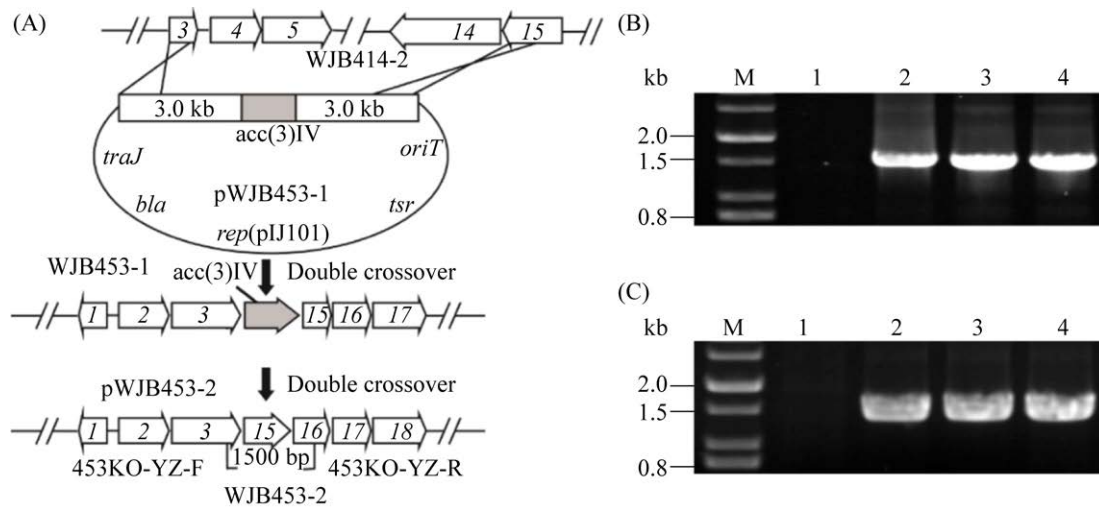 (A)
3 4 5 14 15
WJB414-2
3.0 kb 3.0 kb
acc(3)IV
traJ oriT
pWJB453-1
bla tsr
rep(pIJ101)
acc(3)IV
WJB453-1 Double crossover
1 2 3 15 16 17
pWJB453-2 Double crossover
1 2 3 15 16 17 18
1500 bp
453KO-YZ-F 453KO-YZ-R
WJB453-2
(B)
kb M 1 2 3 4
2.0
1.5
0.8
(C)
kb M 1 2 3 4
2.0
1.5
0.8